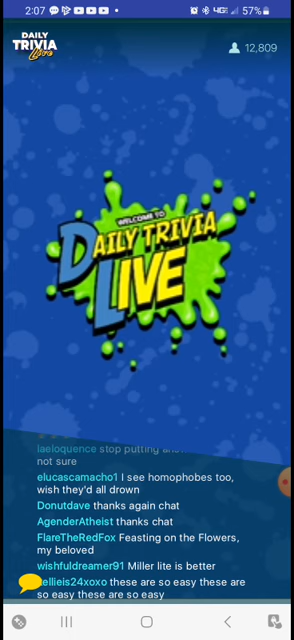 2:07
4G
57%
DAILY
TRIVIA
Live
12,809
WELCOME TO
DAILY TRIVIA
LIVE
laeloquence stop putting
not sure
elucascamacho1 I see homophobes too,
wish they'd all drown
Donutdave thanks again chat
AgenderAtheist thanks chat
FlareTheRedFox Feasting on the Flowers,
my beloved
wishfuldreamer91 Miller lite is better
ellieis24xoxo these are so easy these are
so easy these are so easy